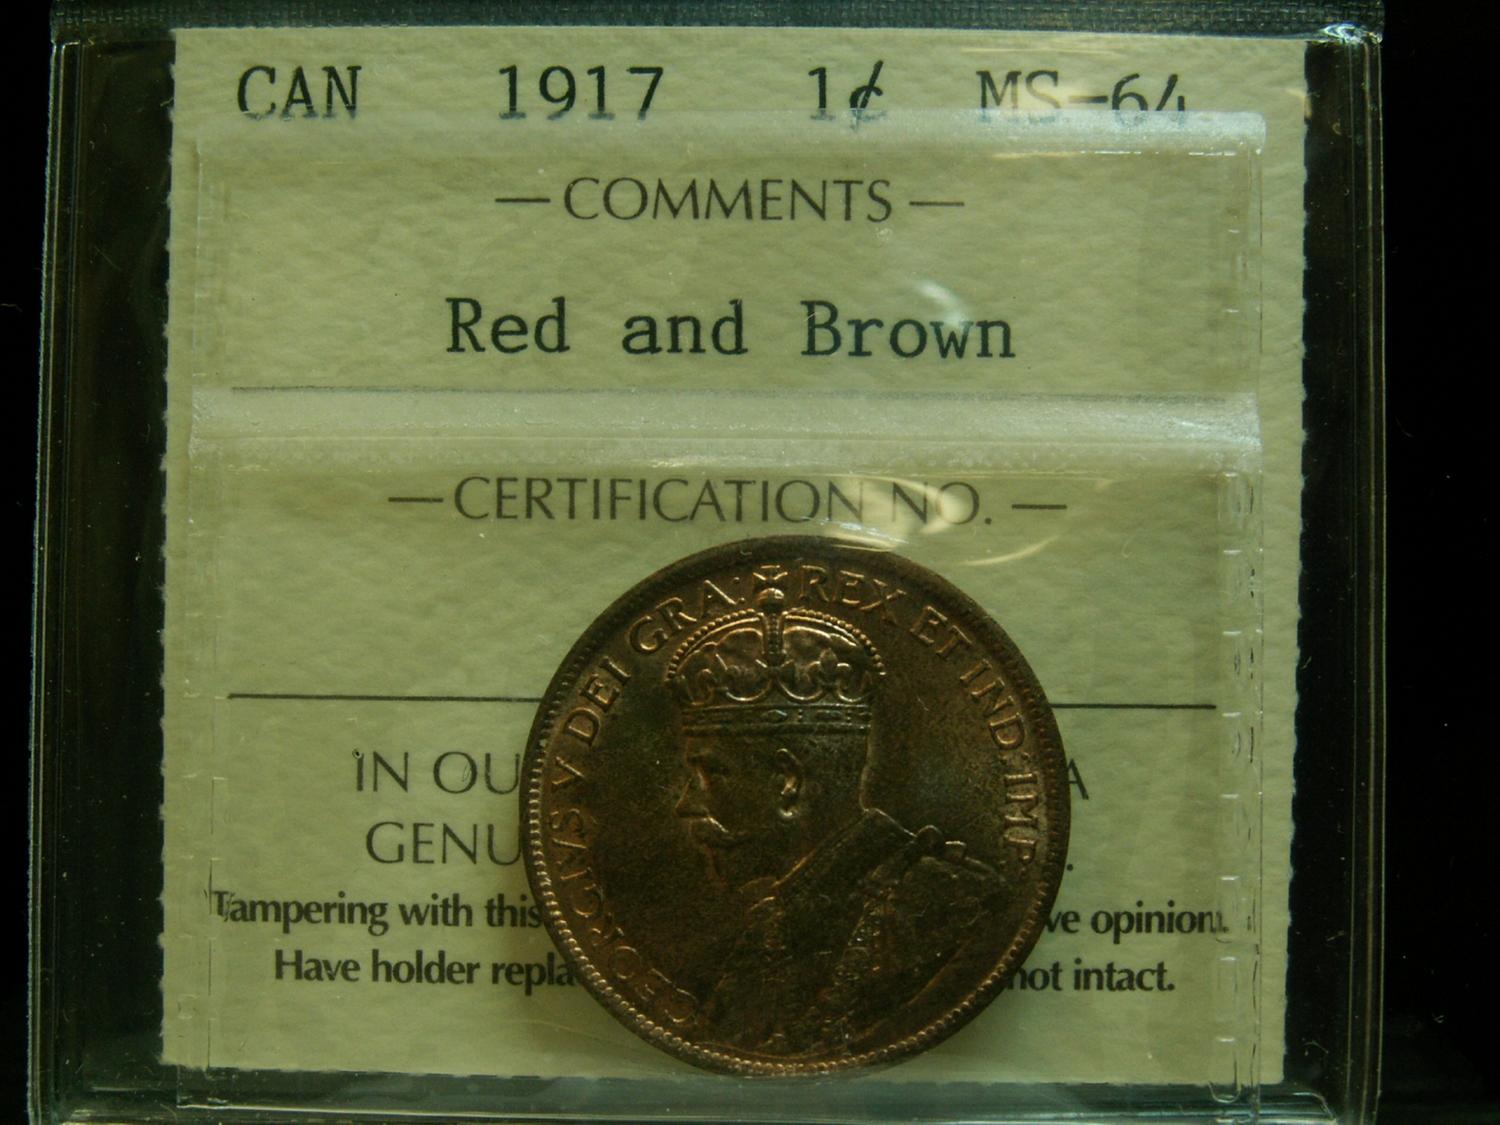 CAN 1917 1¢ MS-64
— COMMENTS —
Red and Brown
— CERTIFICATION NO. —
IN OU A
GENU .
Tampering with this ve opinion.
Have holder repla not intact.
GEORGIVS V DEI GRA: REX ET IND: IMP: